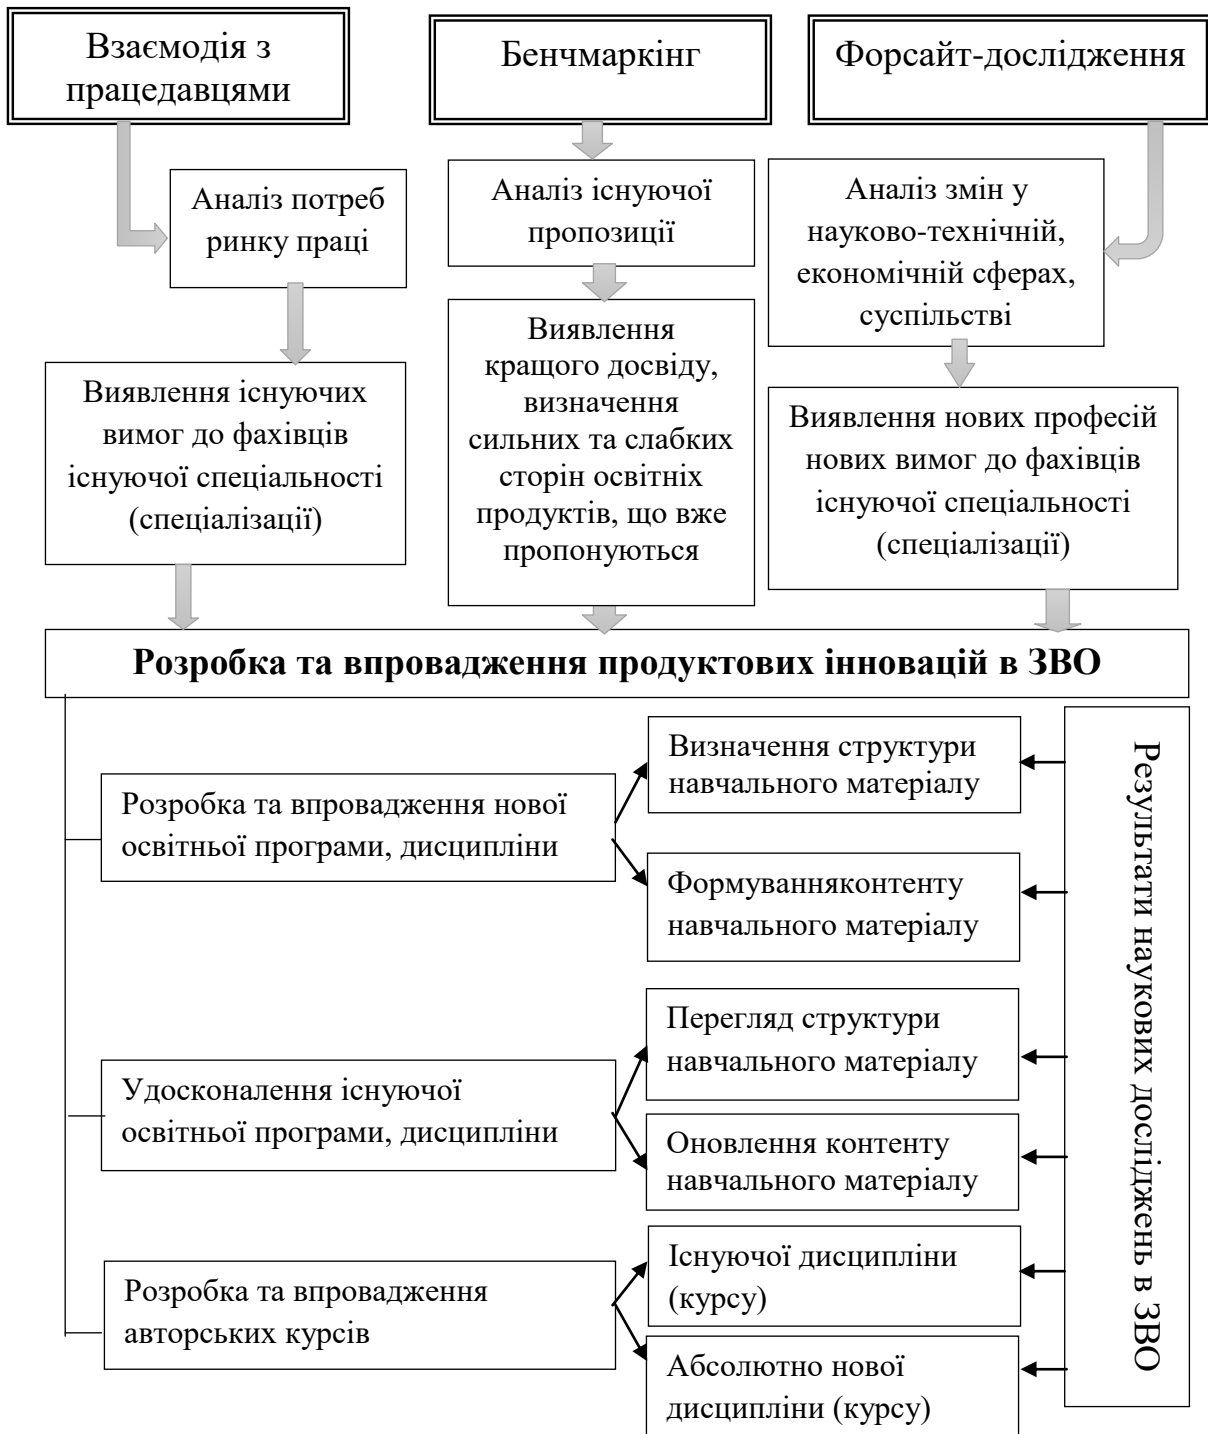 Взаємодія з
працедавцями
Бенчмаркінг
Форсайт-дослідження
Аналіз потреб
ринку праці
Аналіз існуючої
пропозиції
Аналіз змін у
науково-технічній,
економічній сферах,
суспільстві
Виявлення існуючих
вимог до фахівців
існуючої спеціальності
(спеціалізації)
Виявлення
кращого досвіду,
визначення
сильних та слабких
сторін освітніх
продуктів, що вже
пропонуються
Виявлення нових професій
нових вимог до фахівців
існуючої спеціальності
(спеціалізації)
Розробка та впровадження продуктових інновацій в ЗВО
Розробка та впровадження нової
освітньої програми, дисципліни
Визначення структури
навчального матеріалу
Формуванняконтенту
навчального матеріалу
Удосконалення існуючої
освітньої програми, дисципліни
Перегляд структури
навчального матеріалу
Оновлення контенту
навчального матеріалу
Розробка та впровадження
авторських курсів
Існуючої дисципліни
(курсу)
Абсолютно нової
дисципліни (курсу)
Результати наукових досліджень в ЗВО